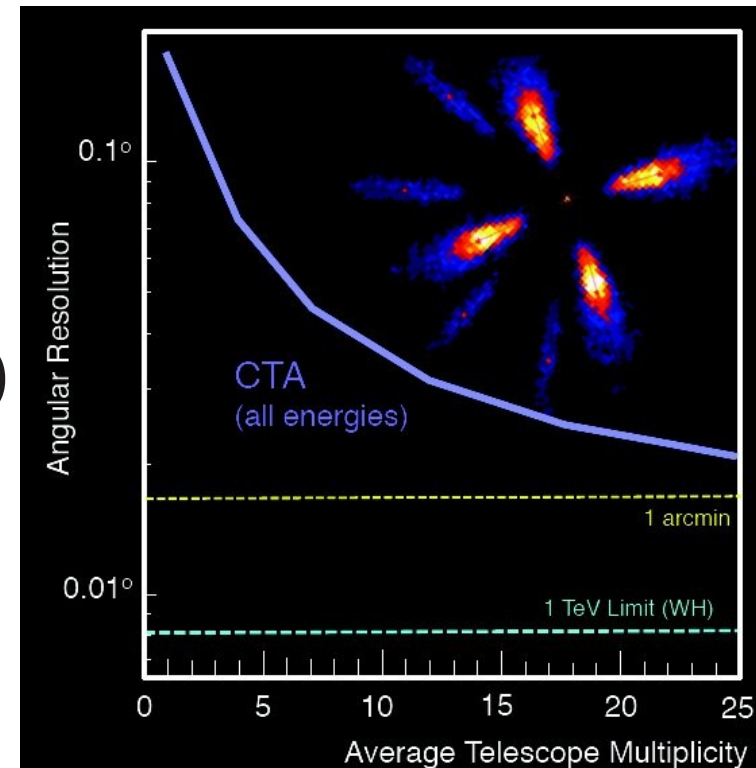 )
0.1°
Angular Resolution
CTA
(all energies)
1 arcmin
0.01°
1 TeV Limit (WH)
0 5 10 15 20 25
Average Telescope Multiplicity